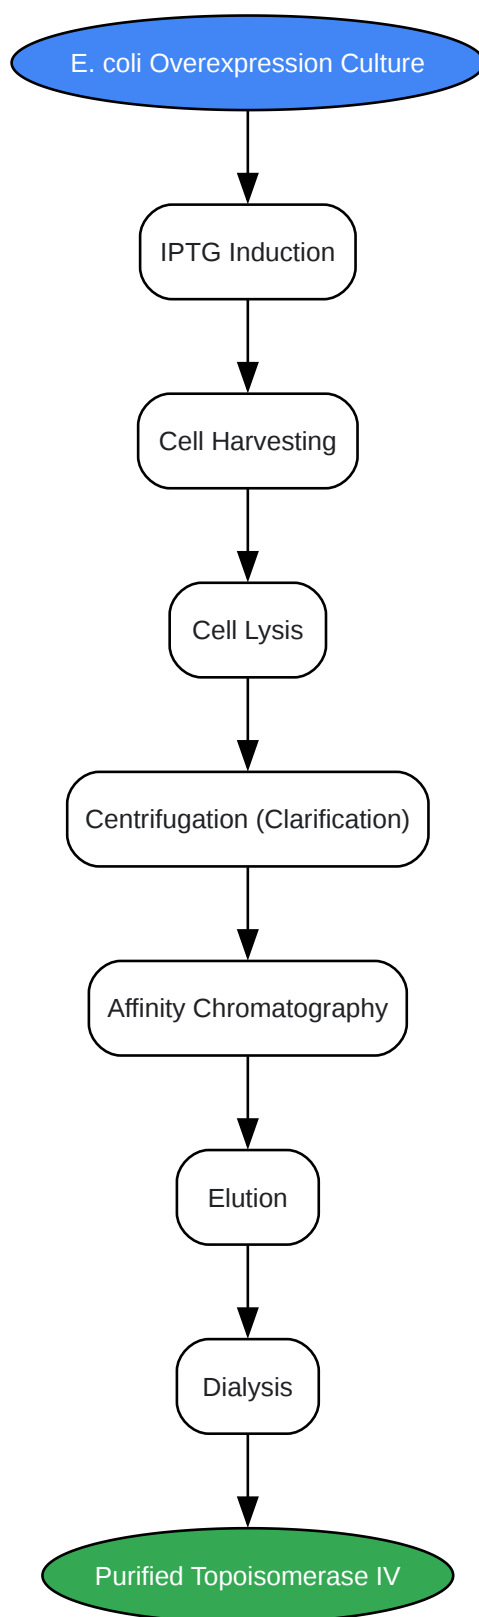 E. coli Overexpression Culture
IPTG Induction
Cell Harvesting
Cell Lysis
Centrifugation (Clarification)
Affinity Chromatography
Elution
Dialysis
Purified Topoisomerase IV